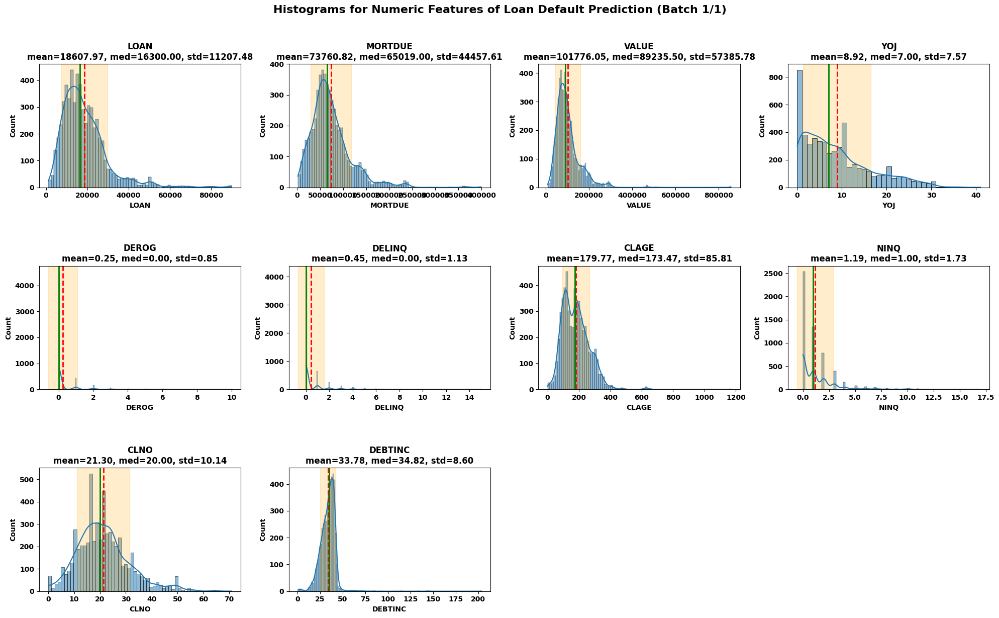 Histograms for Numeric Features of Loan Default Prediction (Batch 1/1)
LOAN
mean=18607.97, med=16300.00, std=11207.48
Count
400
300
200
100
0
0 20000 40000 60000 80000
LOAN
MORTDUE
mean=73760.82, med=65019.00, std=44457.61
Count
400
300
200
100
0
0 50000 100000 150000 200000 250000 300000 350000 400000
MORTDUE
VALUE
mean=101776.05, med=89235.50, std=57385.78
Count
400
300
200
100
0
0 200000 400000 600000 800000
VALUE
YOJ
mean=8.92, med=7.00, std=7.57
Count
800
600
400
200
0
0 10 20 30 40
YOJ
DEROG
mean=0.25, med=0.00, std=0.85
Count
4000
3000
2000
1000
0
0 2 4 6 8 10
DEROG
DELINQ
mean=0.45, med=0.00, std=1.13
Count
4000
3000
2000
1000
0
0 2 4 6 8 10 12 14
DELINQ
CLAGE
mean=179.77, med=173.47, std=85.81
Count
400
300
200
100
0
0 200 400 600 800 1000 1200
CLAGE
NINQ
mean=1.19, med=1.00, std=1.73
Count
2500
2000
1500
1000
500
0
0.0 2.5 5.0 7.5 10.0 12.5 15.0 17.5
NINQ
CLNO
mean=21.30, med=20.00, std=10.14
Count
500
400
300
200
100
0
0 10 20 30 40 50 60 70
CLNO
DEBTINC
mean=33.78, med=34.82, std=8.60
Count
400
300
200
100
0
0 25 50 75 100 125 150 175 200
DEBTINC